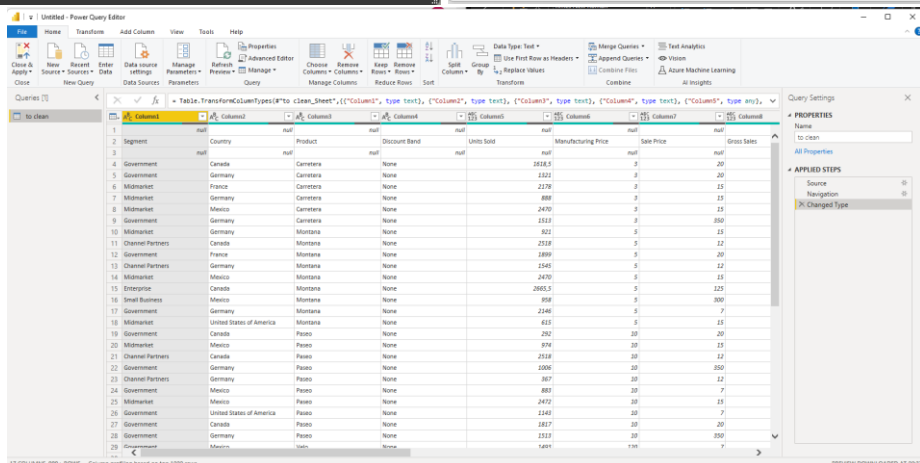 Untitled - Power Query Editor
File Home Transform Add Column View Tools Help
Close & Apply New Source Recent Sources Enter Data Data source settings Manage Parameters Refresh Preview Properties Advanced Editor Manage Choose Columns Remove Columns Keep Rows Remove Rows Split Column Group By Data Type: Text Use First Row as Headers Replace Values Merge Queries Append Queries Combine Files Text Analytics Vision Azure Machine Learning
Close New Query Data Sources Parameters Query Manage Columns Reduce Rows Sort Transform Combine AI Insights
Queries [1]
to clean
= Table.TransformColumnTypes(#"to clean_Sheet",{{"Column1", type text}, {"Column2", type text}, {"Column3", type text}, {"Column4", type text}, {"Column5", type any},
Column1 Column2 Column3 Column4 Column5 Column6 Column7 Column8
1 null null null null null null null
2 Segment Country Product Discount Band Units Sold Manufacturing Price Sale Price Gross Sales
3 null null null null null null null
4 Government Canada Carretera None 1618,5 3 20
5 Government Germany Carretera None 1321 3 20
6 Midmarket France Carretera None 2178 3 15
7 Midmarket Germany Carretera None 888 3 15
8 Midmarket Mexico Carretera None 2470 3 15
9 Government Germany Carretera None 1513 3 350
10 Midmarket Germany Montana None 921 5 15
11 Channel Partners Canada Montana None 2518 5 12
12 Government France Montana None 1899 5 20
13 Channel Partners Germany Montana None 1545 5 12
14 Midmarket Mexico Montana None 2470 5 15
15 Enterprise Canada Montana None 2665,5 5 125
16 Small Business Mexico Montana None 958 5 300
17 Government Germany Montana None 2146 5 7
18 Midmarket United States of America Montana None 615 5 15
19 Government Canada Paseo None 292 10 20
20 Midmarket Mexico Paseo None 974 10 15
21 Channel Partners Canada Paseo None 2518 10 12
22 Government Germany Paseo None 1006 10 350
23 Channel Partners Germany Paseo None 367 10 12
24 Government Mexico Paseo None 883 10 7
25 Midmarket Mexico Paseo None 2472 10 15
26 Government United States of America Paseo None 1143 10 7
27 Government Canada Paseo None 1817 10 20
28 Government Germany Paseo None 1513 10 350
29 Government Mexico Velo None 1493 120 7
Query Settings
PROPERTIES
Name
to clean
All Properties
APPLIED STEPS
Source
Navigation
Changed Type